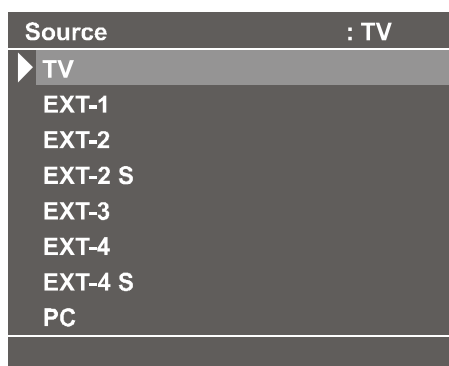 Source : TV
TV
EXT-1
EXT-2
EXT-2 S
EXT-3
EXT-4
EXT-4 S
PC